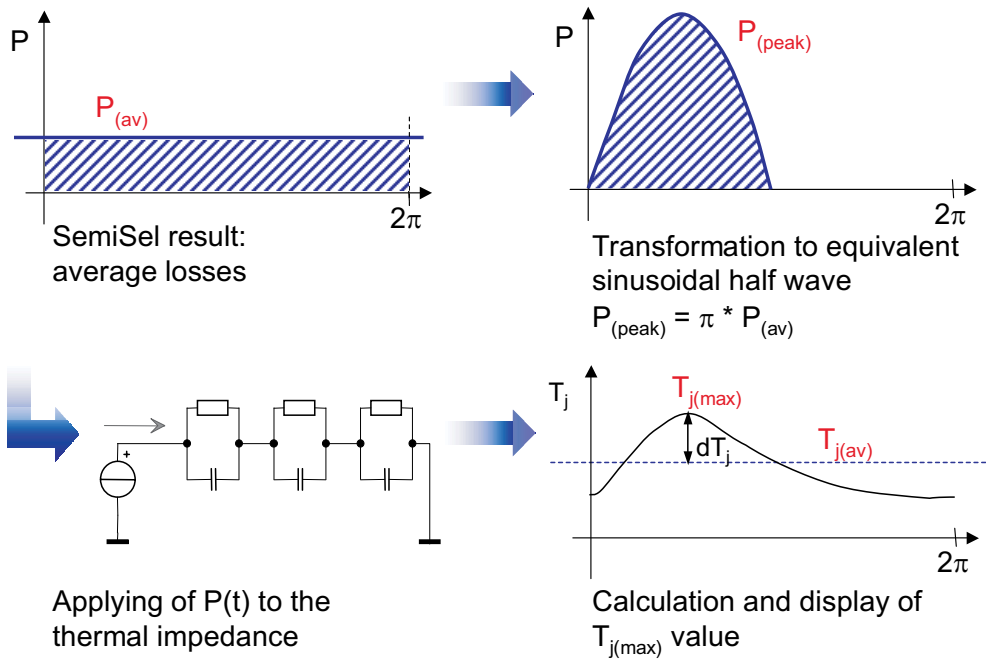 P
P(av)
2π
SemiSel result:
average losses
P
P(peak)
2π
Transformation to equivalent
sinusoidal half wave
P(peak) = π * P(av)
+
Applying of P(t) to the
thermal impedance
Tj
Tj(max)
Tj(av)
dTj
2π
Calculation and display of
Tj(max) value